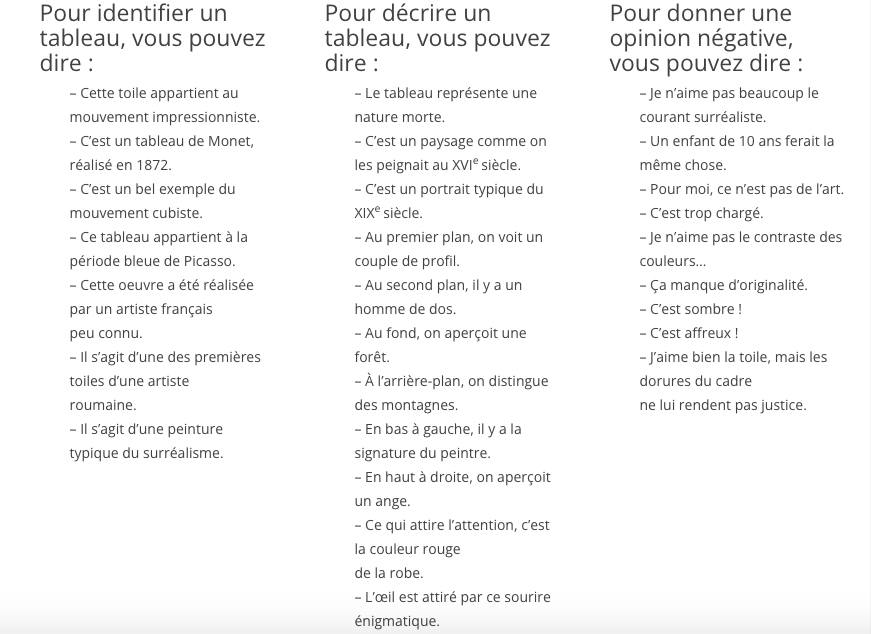 Pour identifier un
tableau, vous pouvez
dire :
– Cette toile appartient au
mouvement impressionniste.
– C’est un tableau de Monet,
réalisé en 1872.
– C’est un bel exemple du
mouvement cubiste.
– Ce tableau appartient à la
période bleue de Picasso.
– Cette oeuvre a été réalisée
par un artiste français
peu connu.
– Il s’agit d’une des premières
toiles d’une artiste
roumaine.
– Il s’agit d’une peinture
typique du surréalisme.
Pour décrire un
tableau, vous pouvez
dire :
– Le tableau représente une
nature morte.
– C’est un paysage comme on
les peignait au XVIe siècle.
– C’est un portrait typique du
XIXe siècle.
– Au premier plan, on voit un
couple de profil.
– Au second plan, il y a un
homme de dos.
– Au fond, on aperçoit une
forêt.
– À l’arrière-plan, on distingue
des montagnes.
– En bas à gauche, il y a la
signature du peintre.
– En haut à droite, on aperçoit
un ange.
– Ce qui attire l’attention, c’est
la couleur rouge
de la robe.
– L’œil est attiré par ce sourire
énigmatique.
Pour donner une
opinion négative,
vous pouvez dire :
– Je n’aime pas beaucoup le
courant surréaliste.
– Un enfant de 10 ans ferait la
même chose.
– Pour moi, ce n’est pas de l’art.
– C’est trop chargé.
– Je n’aime pas le contraste des
couleurs…
– Ça manque d’originalité.
– C’est sombre !
– C’est affreux !
– J’aime bien la toile, mais les
dorures du cadre
ne lui rendent pas justice.